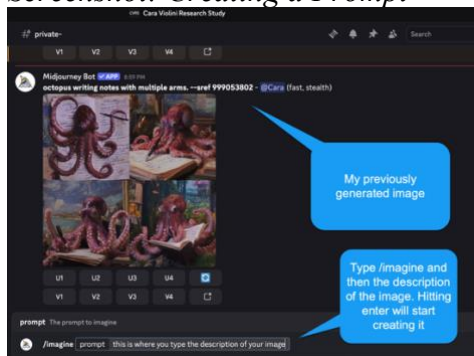 Screenshot: Creating a Prompt
Cara Violini Research Study
# private-
Search
V1 V2 V3 V4
Midjourney Bot ✓ APP 8:59 PM
octopus writing notes with multiple arms. --sref 999053802 - @Cara (fast, stealth)
My previously
generated image
U1 U2 U3 U4
V1 V2 V3 V4
Type /imagine and
then the description
of the image. Hitting
enter will start
creating it
prompt The prompt to imagine
/imagine prompt this is where you type the description of your image